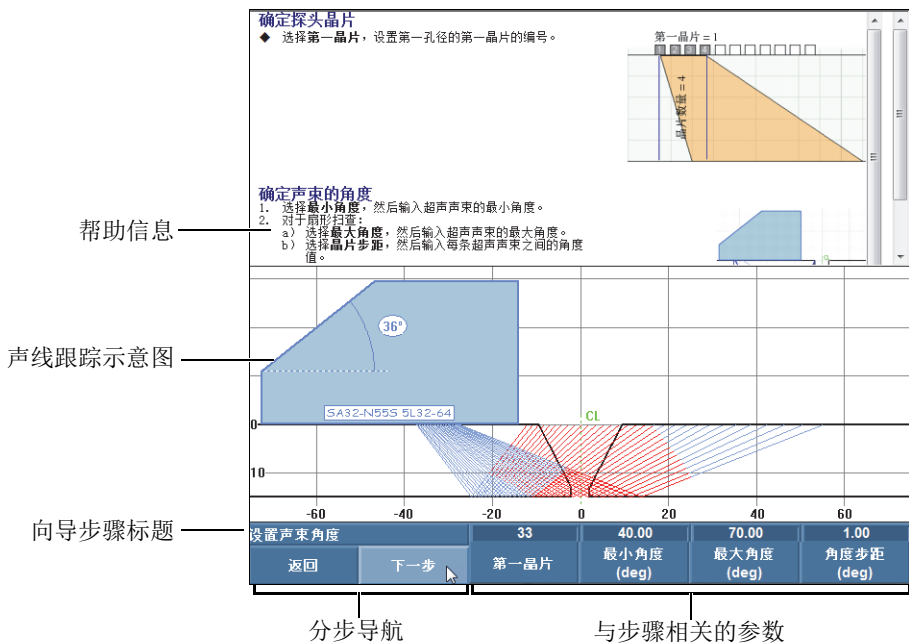 确定探头晶片
◆ 选择第一晶片，设置第一孔径的第一晶片的编号。
第一晶片 = 1
1 2 3 4
晶片数量 = 4
确定声束的角度
1. 选择最小角度，然后输入超声声束的最小角度。
2. 对于扇形扫查：
a) 选择最大角度，然后输入超声声束的最大角度。
b) 选择晶片步距，然后输入每条超声声束之间的角度
值。
帮助信息
36°
声线跟踪示意图
SA32-N55S 5L32-64
CL
0
10
-60 -40 -20 0 20 40 60
向导步骤标题
设置声束角度 33 40.00 70.00 1.00
返回 下一步 第一晶片 最小角度 最大角度 角度步距
(deg) (deg) (deg)
分步导航 与步骤相关的参数